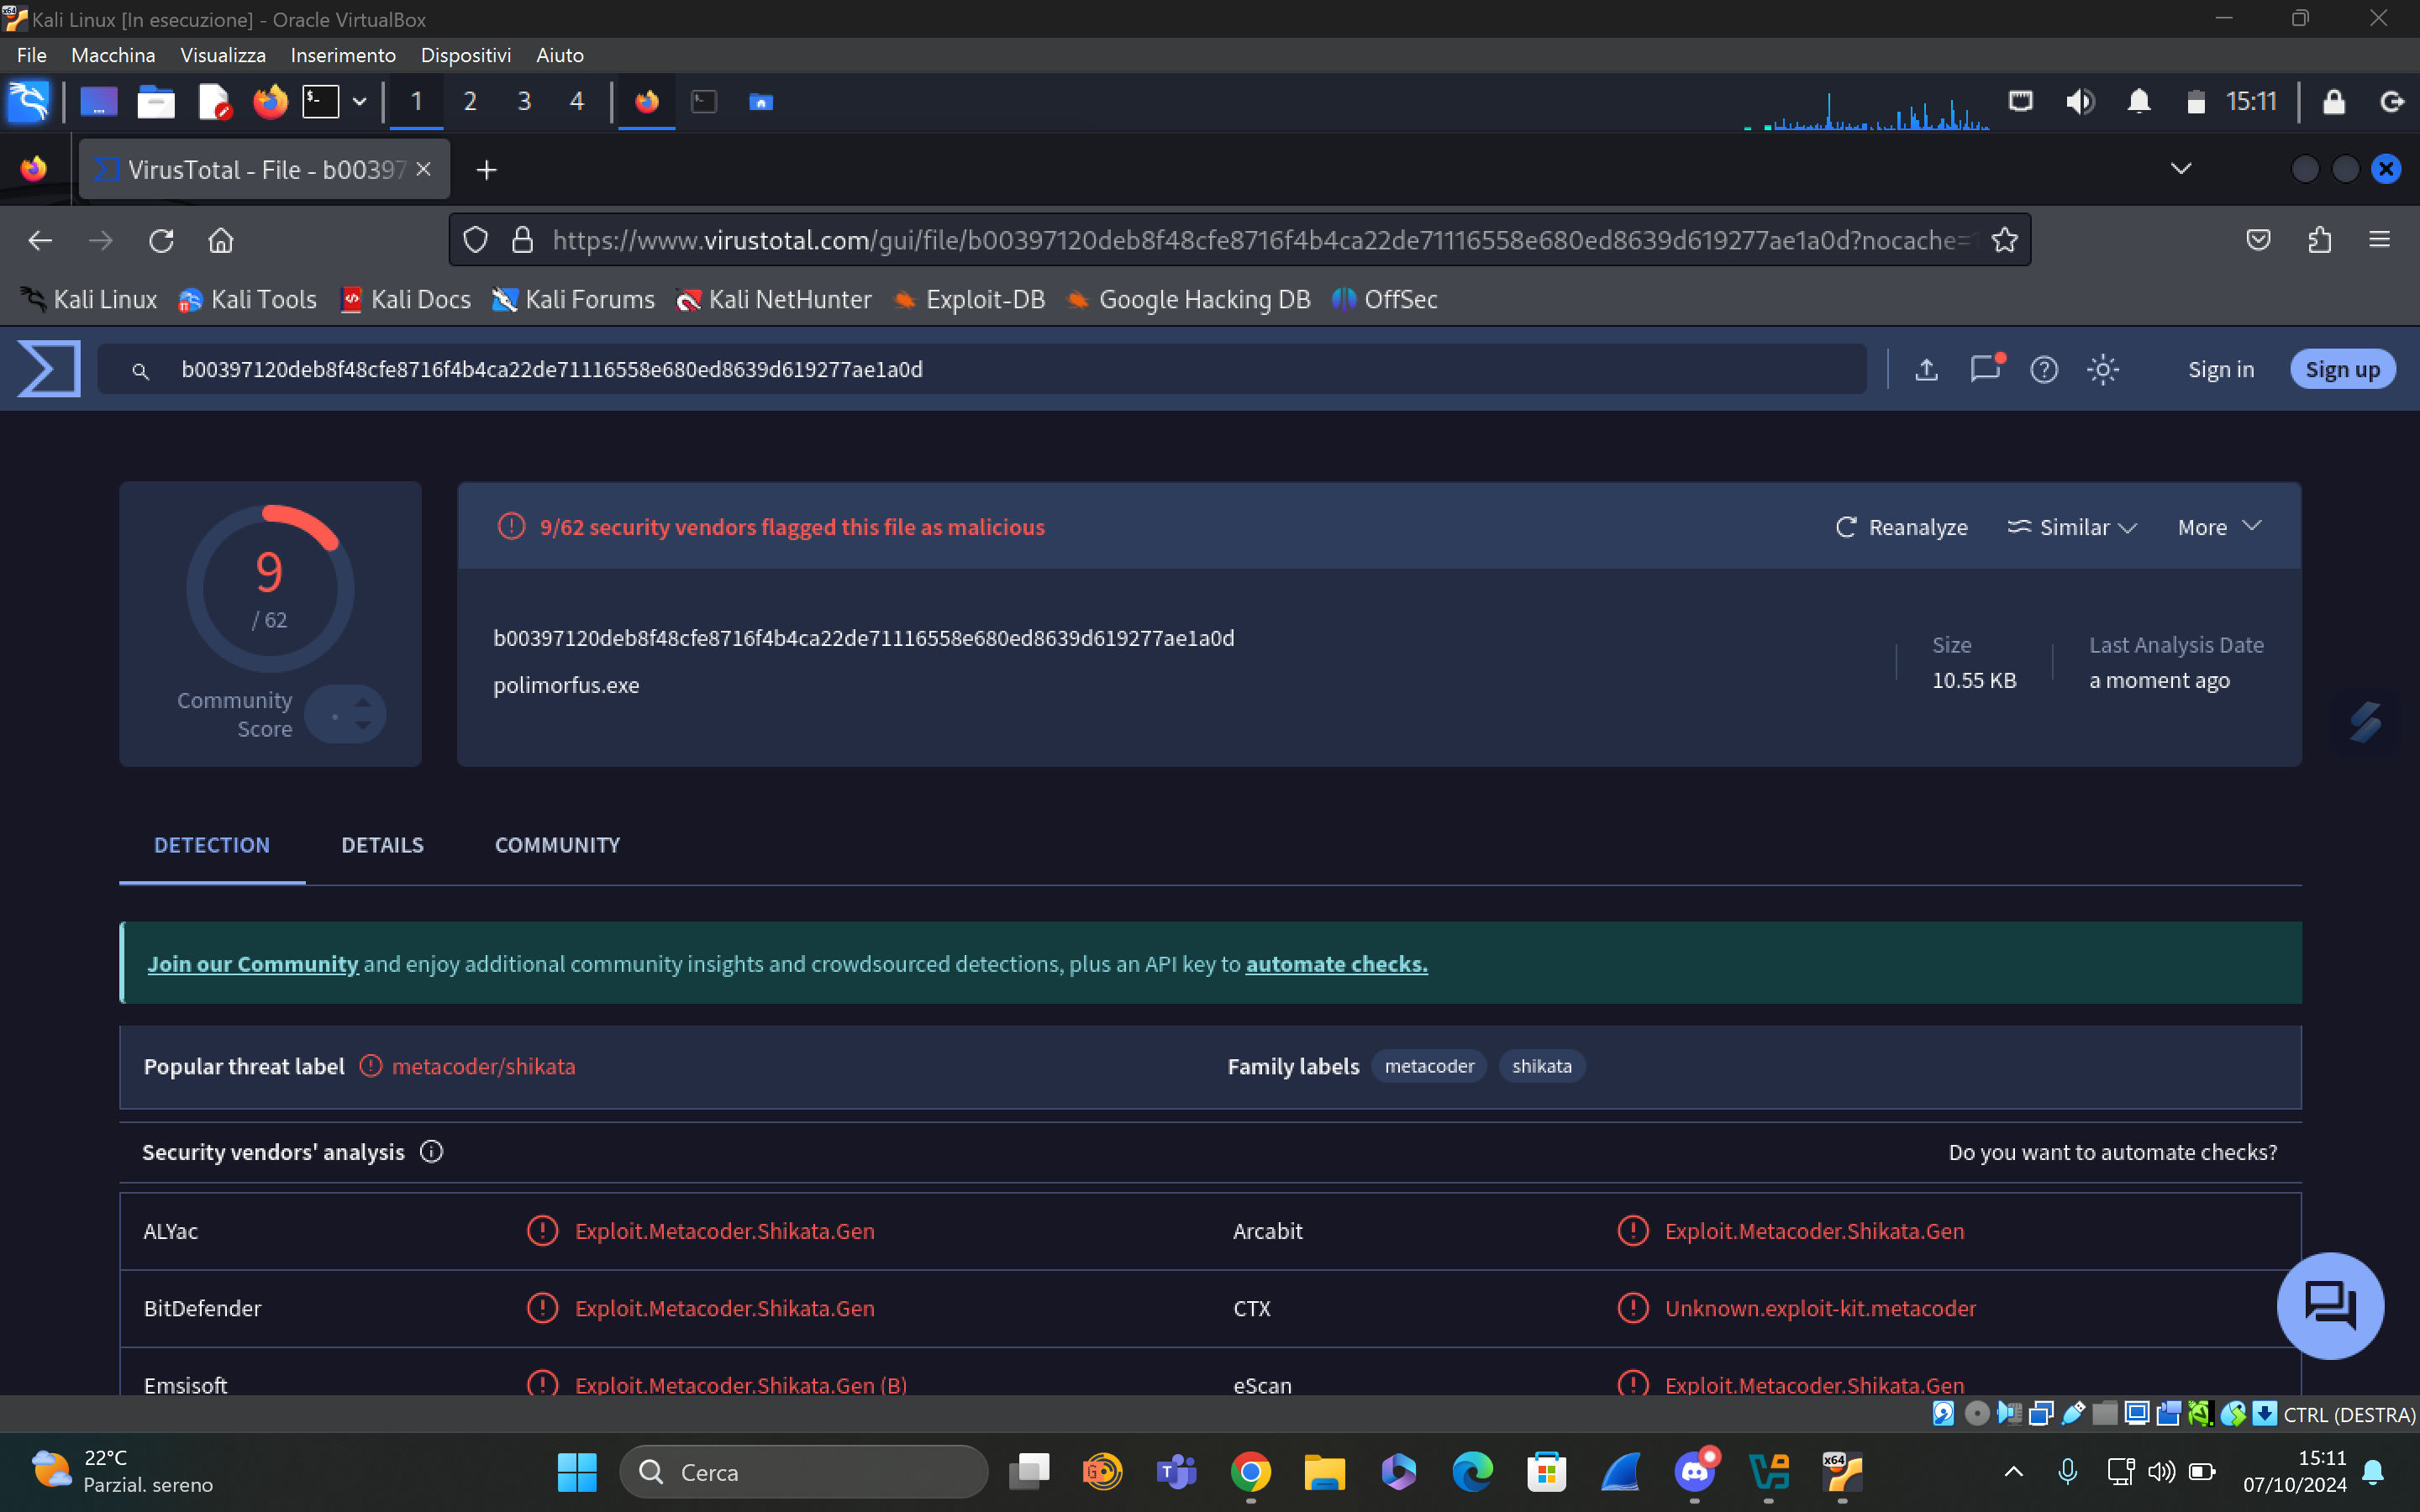 Kali Linux [In esecuzione] - Oracle VirtualBox
File Macchina Visualizza Inserimento Dispositivi Aiuto
1 2 3 4 15:11
VirusTotal - File - b00397
https://www.virustotal.com/gui/file/b00397120deb8f48cfe8716f4b4ca22de71116558e680ed8639d619277ae1a0d?nocache=
Kali Linux Kali Tools Kali Docs Kali Forums Kali NetHunter Exploit-DB Google Hacking DB OffSec
b00397120deb8f48cfe8716f4b4ca22de71116558e680ed8639d619277ae1a0d
Sign in Sign up
9
/ 62
Community
Score
9/62 security vendors flagged this file as malicious
Reanalyze Similar More
b00397120deb8f48cfe8716f4b4ca22de71116558e680ed8639d619277ae1a0d
polimorfus.exe
Size
10.55 KB
Last Analysis Date
a moment ago
DETECTION DETAILS COMMUNITY
Join our Community and enjoy additional community insights and crowdsourced detections, plus an API key to automate checks.
Popular threat label metacoder/shikata Family labels metacoder shikata
Security vendors' analysis Do you want to automate checks?
ALYac Exploit.Metacoder.Shikata.Gen Arcabit Exploit.Metacoder.Shikata.Gen
BitDefender Exploit.Metacoder.Shikata.Gen CTX Unknown.exploit-kit.metacoder
Emsisoft Exploit.Metacoder.Shikata.Gen (B) eScan Exploit.Metacoder.Shikata.Gen
CTRL (DESTRA)
22°C
Parzial. sereno
Cerca
x64
15:11
07/10/2024